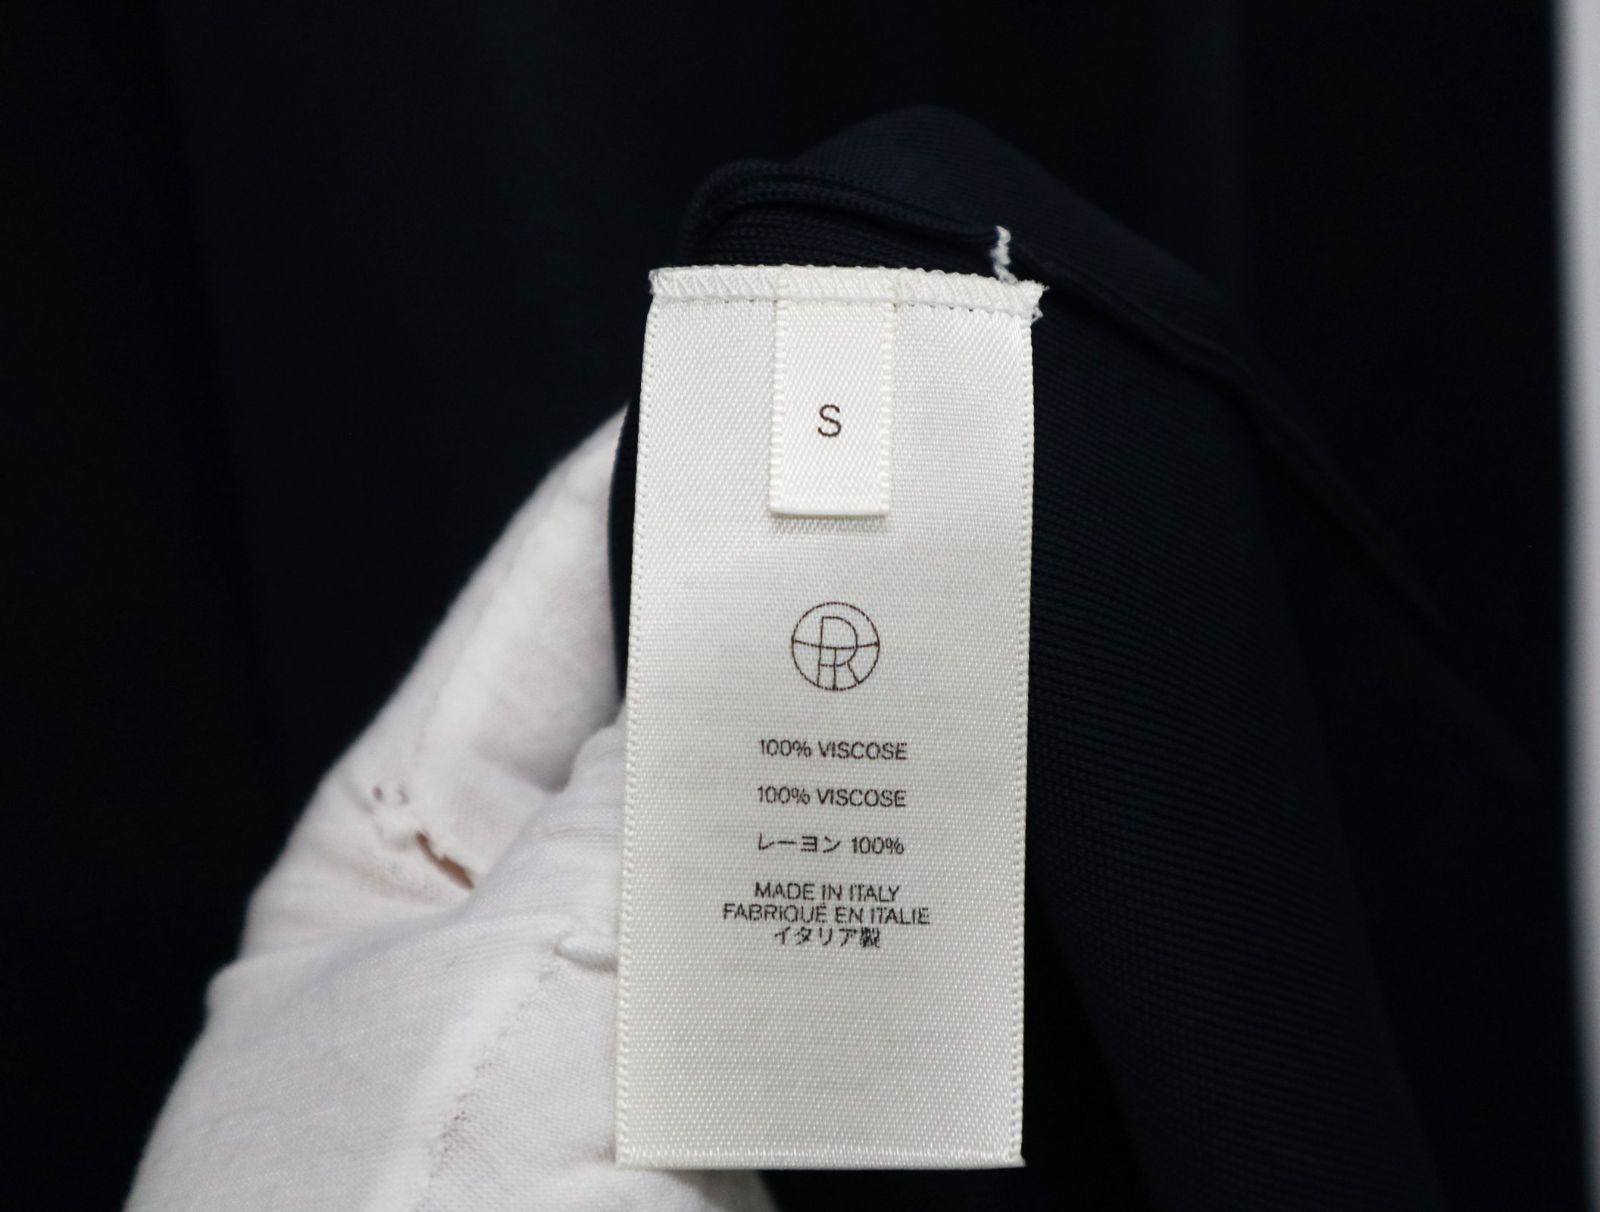 S
100% VISCOSE
100% VISCOSE
レーヨン 100%
MADE IN ITALY
FABRIQUÉ EN ITALIE
イタリア製